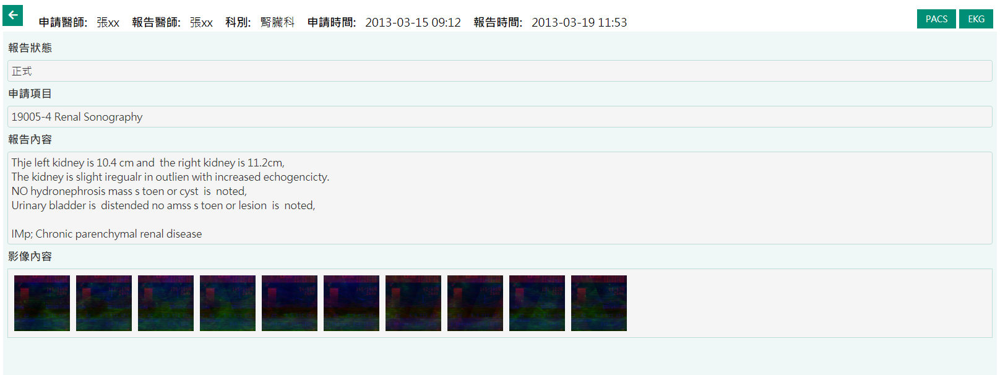 申請醫師: 張xx 報告醫師: 張xx 科別: 腎臟科 申請時間: 2013-03-15 09:12 報告時間: 2013-03-19 11:53 PACS EKG
報告狀態
正式
申請項目
19005-4 Renal Sonography
報告內容
Thje left kidney is 10.4 cm and  the right kidney is 11.2cm,
The kidney is slight iregualr in outlien with increased echogencicty.
NO hydronephrosis mass s toen or cyst  is  noted,
Urinary bladder is  distended no amss s toen or lesion  is  noted,
IMp; Chronic parenchymal renal disease
影像內容